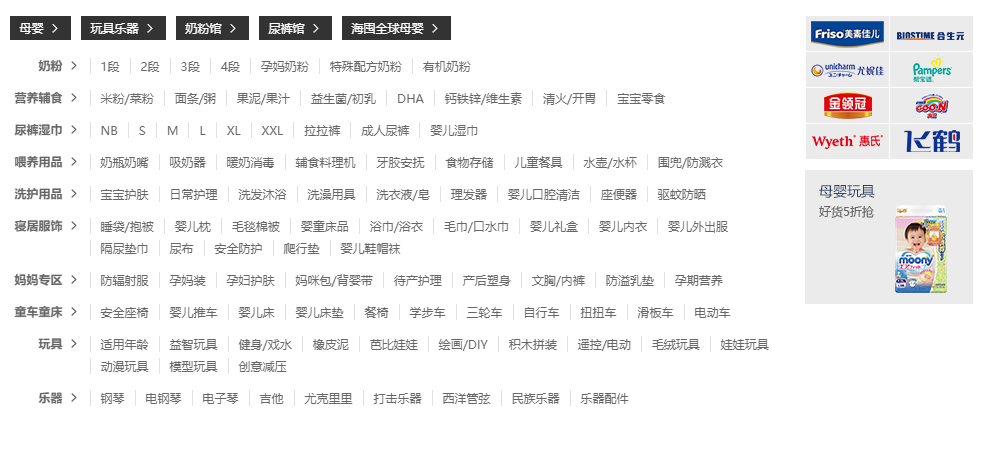 母婴 > 玩具乐器 > 奶粉馆 > 尿裤馆 > 海囤全球母婴 >
奶粉 > 1段 2段 3段 4段 孕妈奶粉 特殊配方奶粉 有机奶粉
营养辅食 > 米粉/菜粉 面条/粥 果泥/果汁 益生菌/初乳 DHA 钙铁锌/维生素 清火/开胃 宝宝零食
尿裤湿巾 > NB S M L XL XXL 拉拉裤 成人尿裤 婴儿湿巾
喂养用品 > 奶瓶奶嘴 吸奶器 暖奶消毒 辅食料理机 牙胶安抚 食物存储 儿童餐具 水壶/水杯 围兜/防溅衣
洗护用品 > 宝宝护肤 日常护理 洗发沐浴 洗澡用具 洗衣液/皂 理发器 婴儿口腔清洁 座便器 驱蚊防晒
寝居服饰 > 睡袋/抱被 婴儿枕 毛毯棉被 婴童床品 浴巾/浴衣 毛巾/口水巾 婴儿礼盒 婴儿内衣 婴儿外出服
隔尿垫巾 尿布 安全防护 爬行垫 婴儿鞋帽袜
妈妈专区 > 防辐射服 孕妈装 孕妇护肤 妈咪包/背婴带 待产护理 产后塑身 文胸/内裤 防溢乳垫 孕期营养
童车童床 > 安全座椅 婴儿推车 婴儿床 婴儿床垫 餐椅 学步车 三轮车 自行车 扭扭车 滑板车 电动车
玩具 > 适用年龄 益智玩具 健身/戏水 橡皮泥 芭比娃娃 绘画/DIY 积木拼装 遥控/电动 毛绒玩具 娃娃玩具
动漫玩具 模型玩具 创意减压
乐器 > 钢琴 电钢琴 电子琴 吉他 尤克里里 打击乐器 西洋管弦 民族乐器 乐器配件
Friso美素佳儿 BIOSTIME 合生元
unicharm ユニ・チャーム 尤妮佳 Pampers 帮宝适
金领冠 GOO.N 大王
Wyeth 惠氏 飞鹤
母婴玩具
好货5折抢
moony